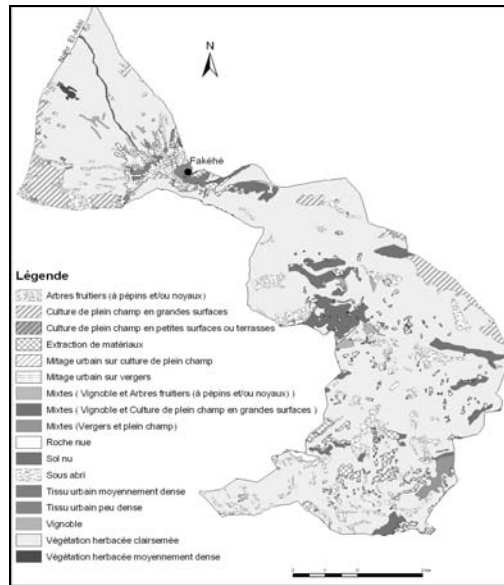 Nahr El-Assi
N
Fakéhé
Légende
Arbres fruitiers (à pépins et/ou noyaux)
Culture de plein champ en grandes surfaces
Culture de plein champ en petites surfaces ou terrasses
Extraction de matériaux
Mitage urbain sur culture de plein champ
Mitage urbain sur vergers
Mixtes ( Vignoble et Arbres fruitiers (à pépins et/ou noyaux) )
Mixtes ( Vignoble et Culture de plein champ en grandes surfaces )
Mixtes (Vergers et plein champ)
Roche nue
Sol nu
Sous abri
Tissu urbain moyennement dense
Tissu urbain peu dense
Vignoble
Végétation herbacée clairsemée
Végétation herbacée moyennement dense